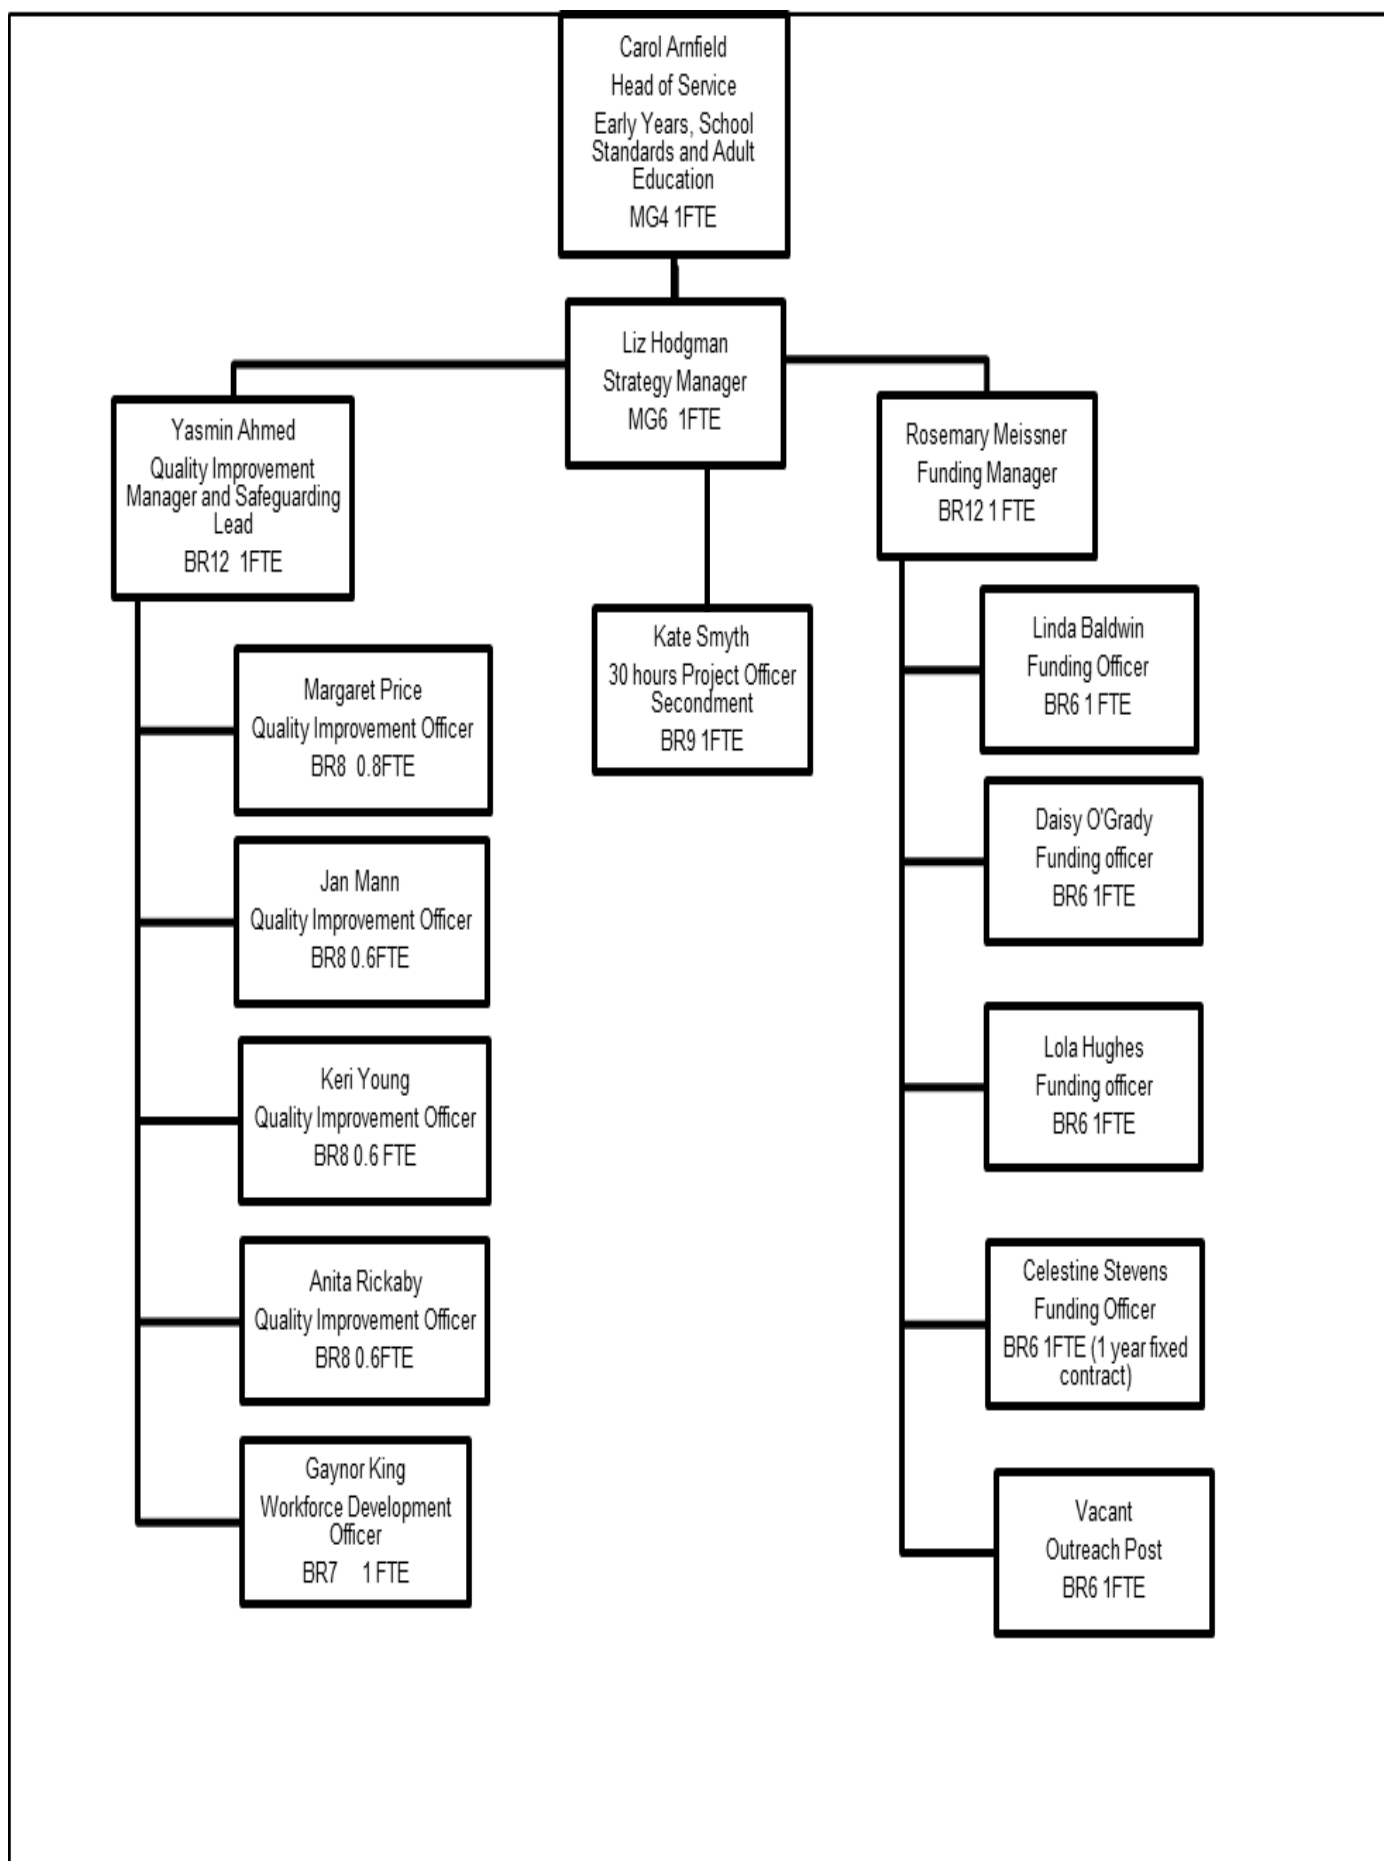 Carol Arnfield
Head of Service
Early Years, School
Standards and Adult
Education
MG4 1FTE
Liz Hodgman
Strategy Manager
MG6 1FTE
Yasmin Ahmed
Quality Improvement
Manager and Safeguarding
Lead
BR12 1FTE
Margaret Price
Quality Improvement Officer
BR8 0.8FTE
Jan Mann
Quality Improvement Officer
BR8 0.6FTE
Keri Young
Quality Improvement Officer
BR8 0.6 FTE
Anita Rickaby
Quality Improvement Officer
BR8 0.6FTE
Gaynor King
Workforce Development
Officer
BR7 1 FTE
Kate Smyth
30 hours Project Officer
Secondment
BR9 1FTE
Rosemary Meissner
Funding Manager
BR12 1 FTE
Linda Baldwin
Funding Officer
BR6 1 FTE
Daisy O'Grady
Funding officer
BR6 1FTE
Lola Hughes
Funding officer
BR6 1FTE
Celestine Stevens
Funding Officer
BR6 1FTE (1 year fixed
contract)
Vacant
Outreach Post
BR6 1FTE